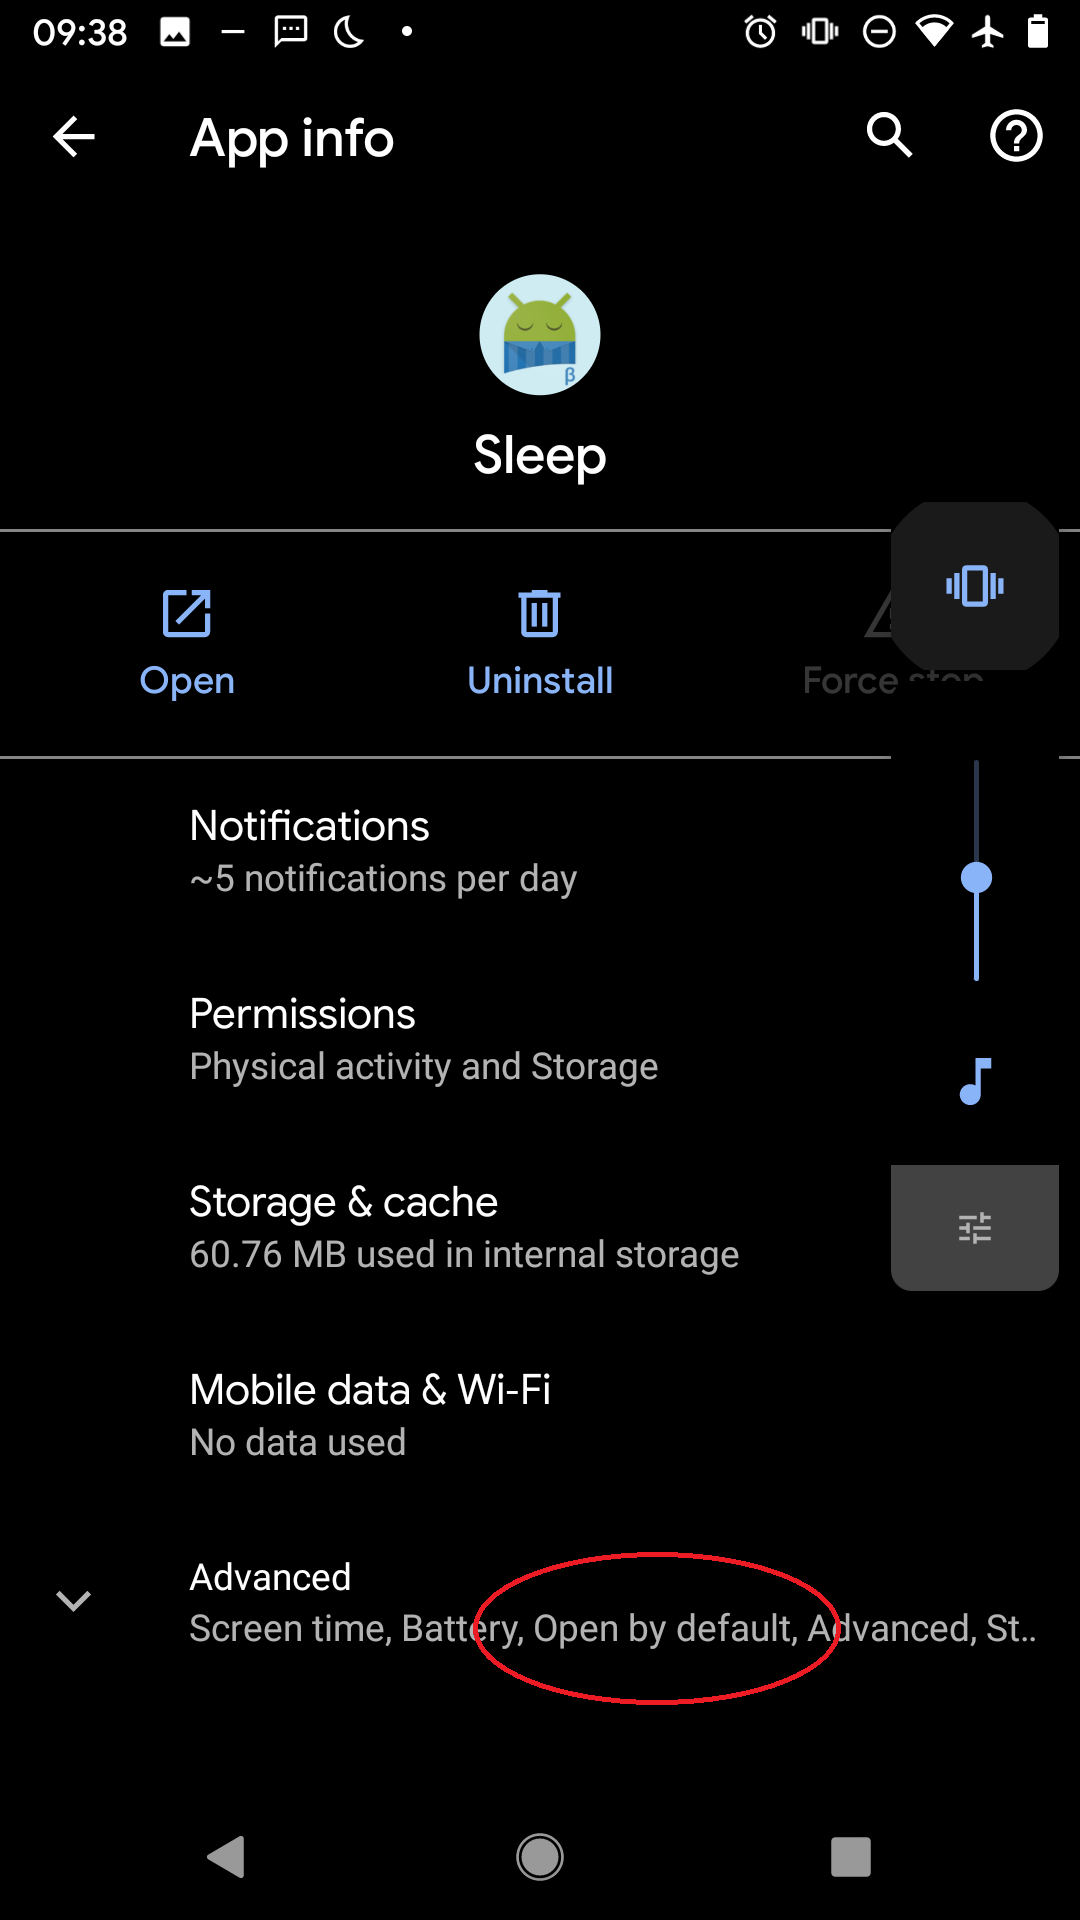 09:38
App info
β
Sleep
Open
Uninstall
Force stop
Notifications
~5 notifications per day
Permissions
Physical activity and Storage
Storage & cache
60.76 MB used in internal storage
Mobile data & Wi-Fi
No data used
Advanced
Screen time, Battery, Open by default, Advanced, St..